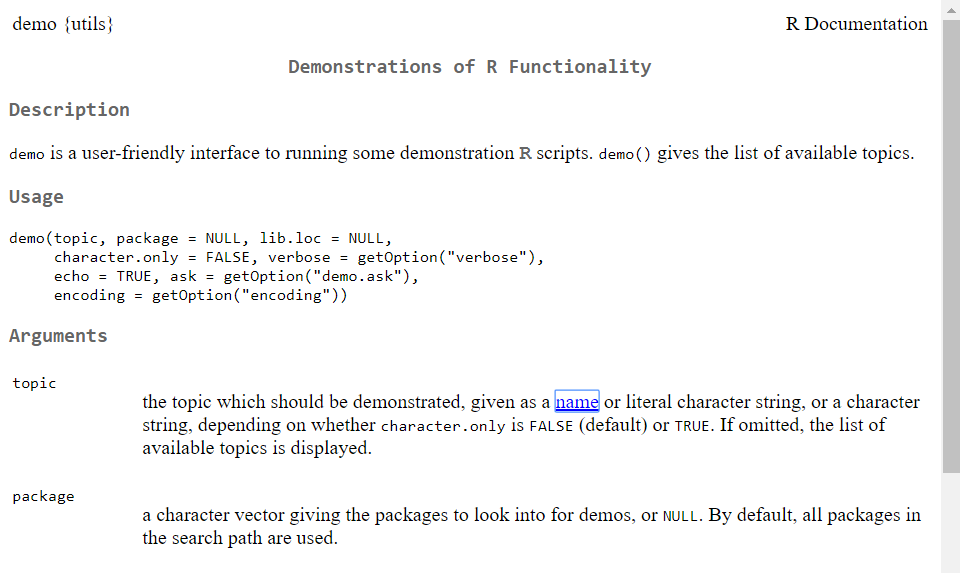 demo {utils}
R Documentation
Demonstrations of R Functionality
Description
demo is a user-friendly interface to running some demonstration R scripts. demo() gives the list of available topics.
Usage
demo(topic, package = NULL, lib.loc = NULL,
     character.only = FALSE, verbose = getOption("verbose"),
     echo = TRUE, ask = getOption("demo.ask"),
     encoding = getOption("encoding"))
Arguments
topic
the topic which should be demonstrated, given as a name or literal character string, or a character
string, depending on whether character.only is FALSE (default) or TRUE. If omitted, the list of
available topics is displayed.
package
a character vector giving the packages to look into for demos, or NULL. By default, all packages in
the search path are used.